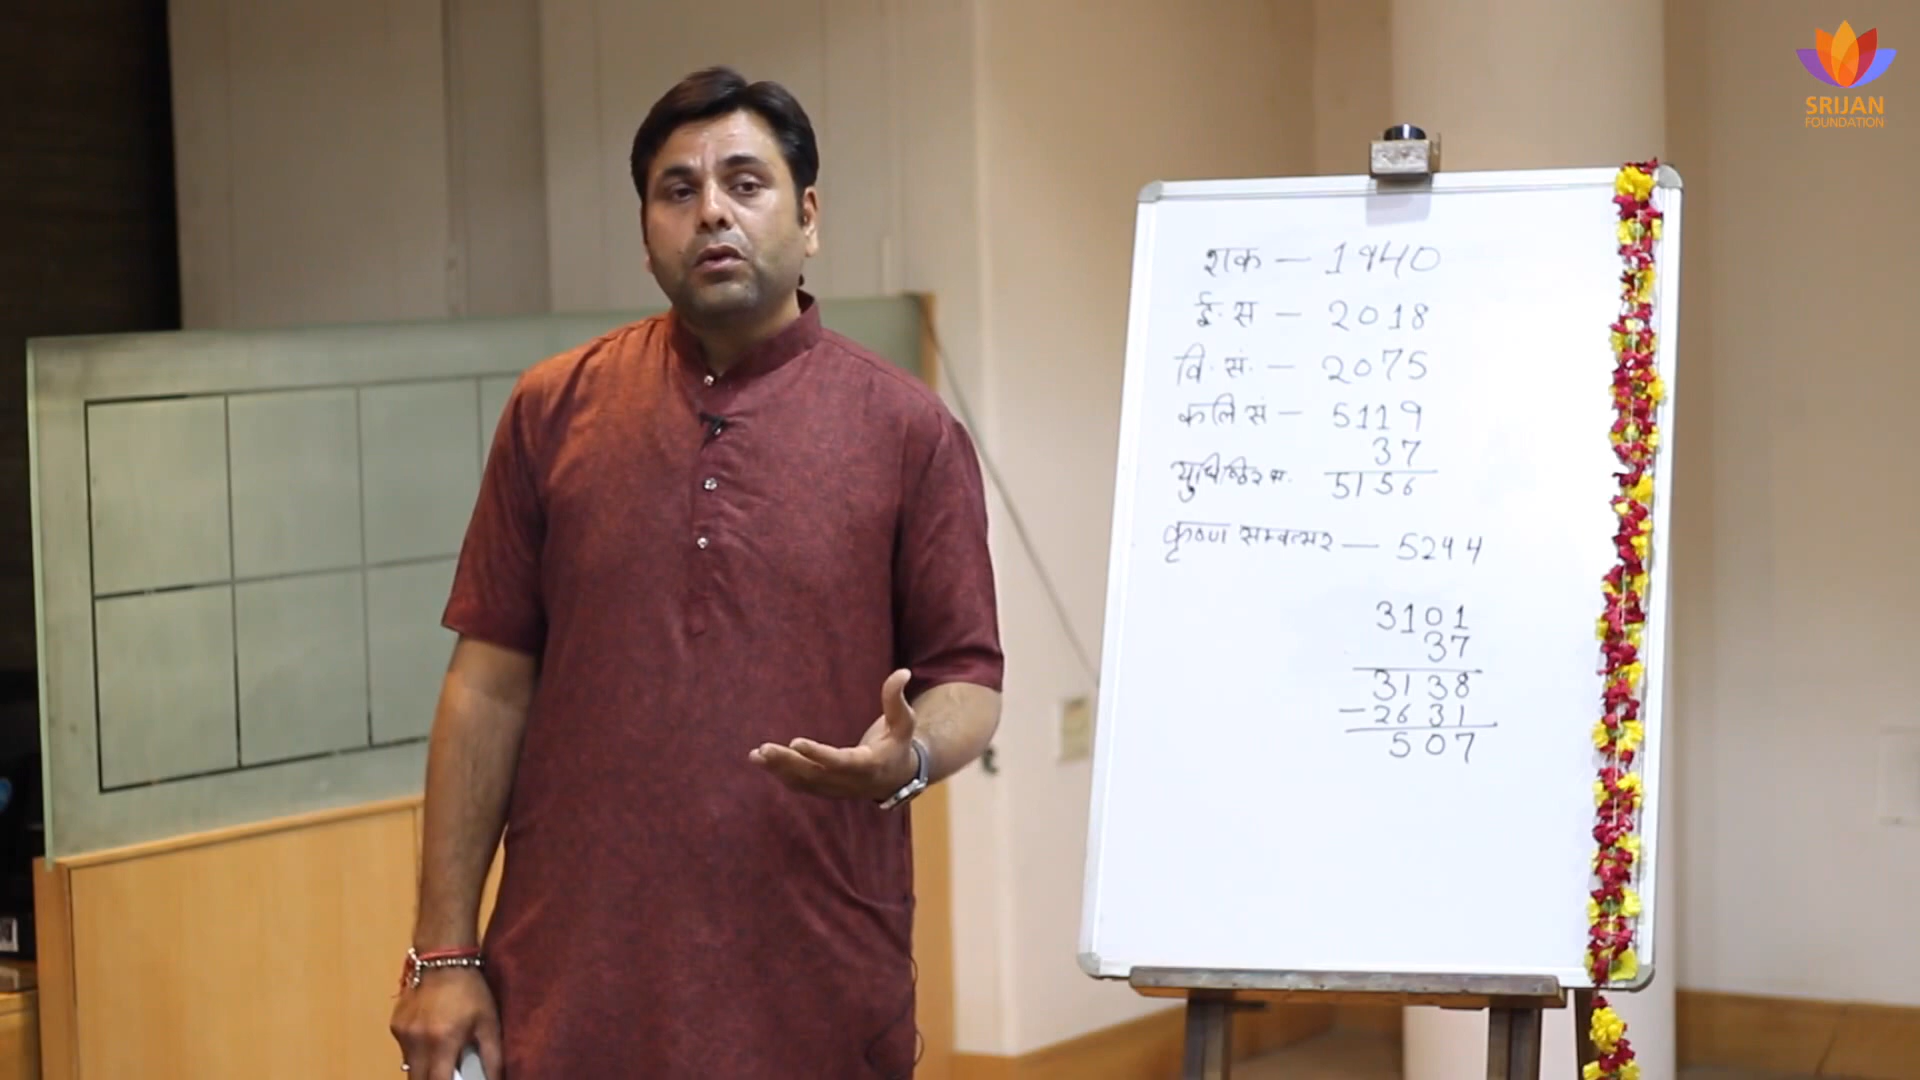 SRIJAN
FOUNDATION
शक — 1940
ई. स — 2018
वि. सं. — 2075
कलि सं — 5119
37
युधिष्ठिर स. 5156
कृष्ण सम्वत्सर — 5244
3101
37
3138
— 2631
507